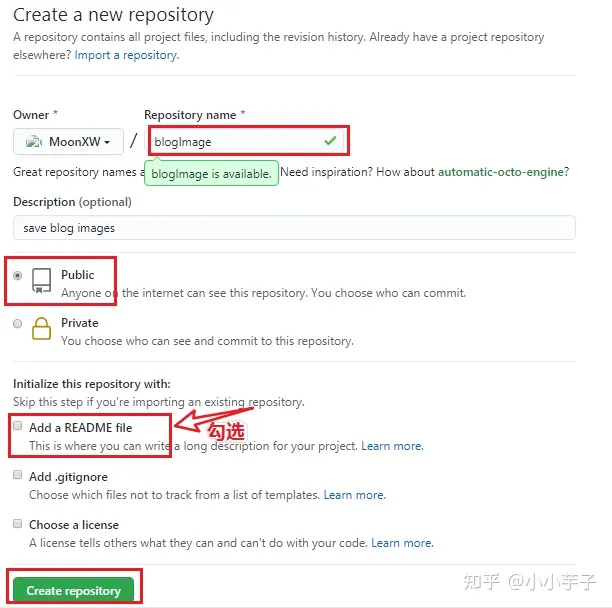 Create a new repository
A repository contains all project files, including the revision history. Already have a project repository
elsewhere? Import a repository.
Owner * Repository name *
MoonXW / blogImage
Great repository names blogImage is available. Need inspiration? How about automatic-octo-engine?
Description (optional)
save blog images
Public
Anyone on the internet can see this repository. You choose who can commit.
Private
You choose who can see and commit to this repository.
Initialize this repository with:
Skip this step if you're importing an existing repository.
Add a README file
勾选
This is where you can write a long description for your project. Learn more.
Add .gitignore
Choose which files not to track from a list of templates. Learn more.
Choose a license
A license tells others what they can and can't do with your code. Learn more.
Create repository
知乎 @小小芋子